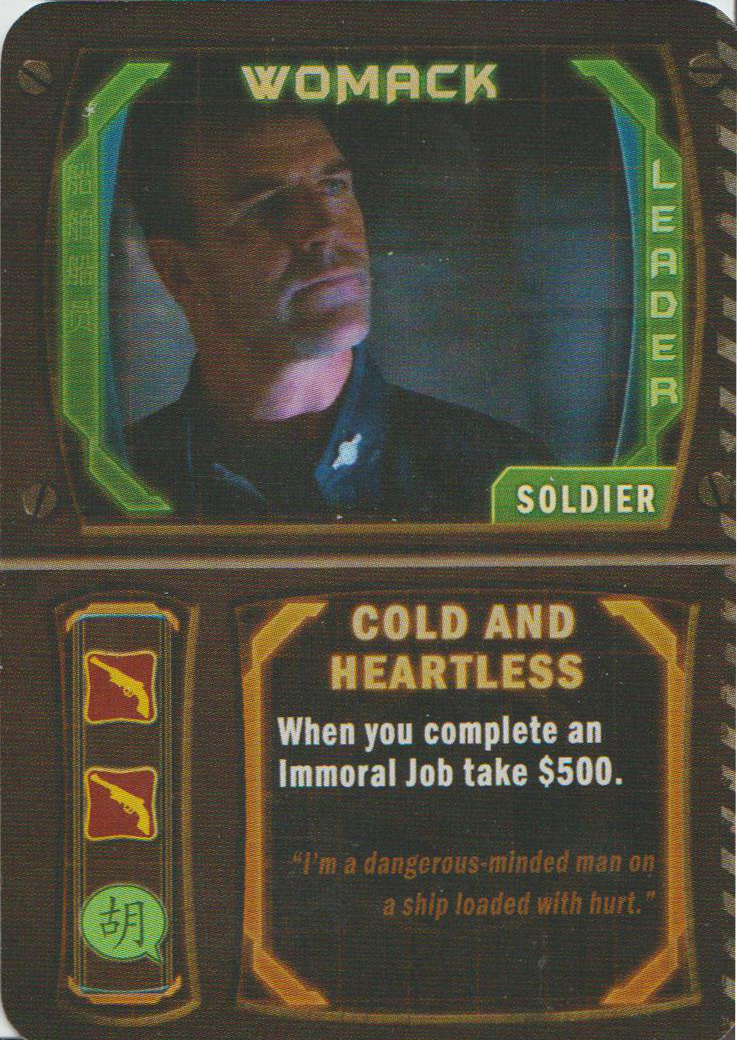 WOMACK
LEADER
SOLDIER
COLD AND
HEARTLESS
When you complete an
Immoral Job take $500.
"I'm a dangerous-minded man on
a ship loaded with hurt."
胡